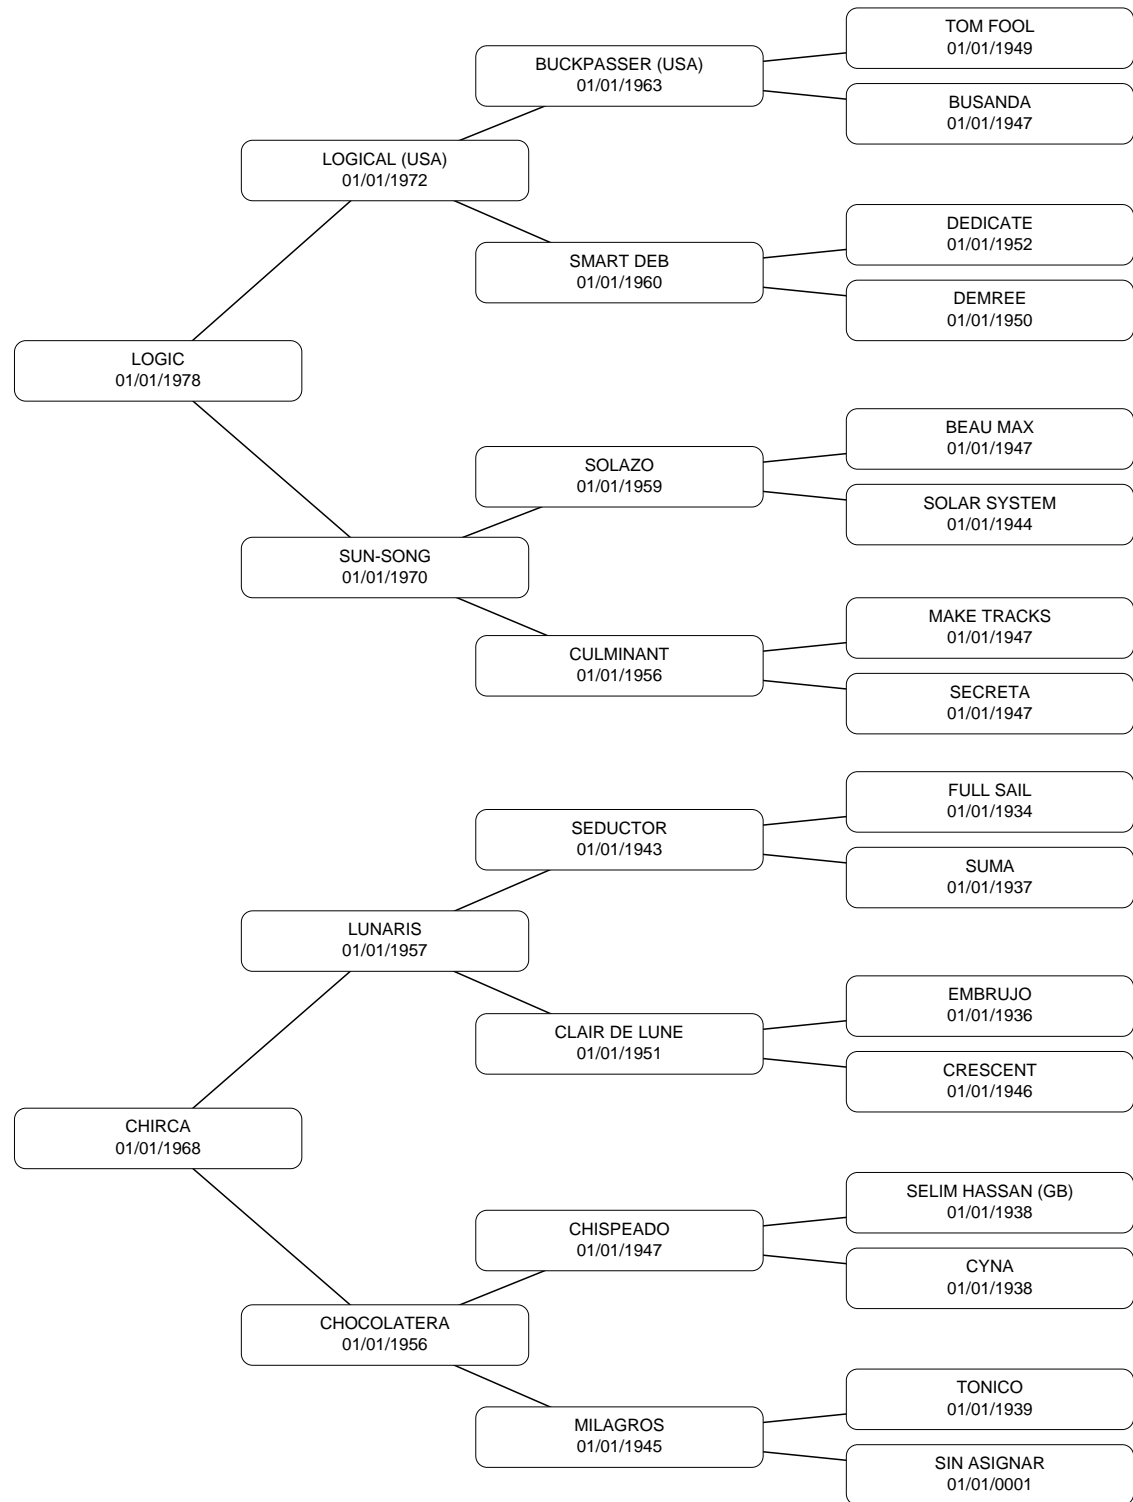 TOM FOOL
01/01/1949
BUCKPASSER (USA)
01/01/1963
BUSANDA
01/01/1947
LOGICAL (USA)
01/01/1972
DEDICATE
01/01/1952
SMART DEB
01/01/1960
DEMREE
01/01/1950
LOGIC
01/01/1978
BEAU MAX
01/01/1947
SOLAZO
01/01/1959
SOLAR SYSTEM
01/01/1944
SUN-SONG
01/01/1970
MAKE TRACKS
01/01/1947
CULMINANT
01/01/1956
SECRETA
01/01/1947
FULL SAIL
01/01/1934
SEDUCTOR
01/01/1943
SUMA
01/01/1937
LUNARIS
01/01/1957
EMBRUJO
01/01/1936
CLAIR DE LUNE
01/01/1951
CRESCENT
01/01/1946
CHIRCA
01/01/1968
SELIM HASSAN (GB)
01/01/1938
CHISPEADO
01/01/1947
CYNA
01/01/1938
CHOCOLATERA
01/01/1956
TONICO
01/01/1939
MILAGROS
01/01/1945
SIN ASIGNAR
01/01/0001